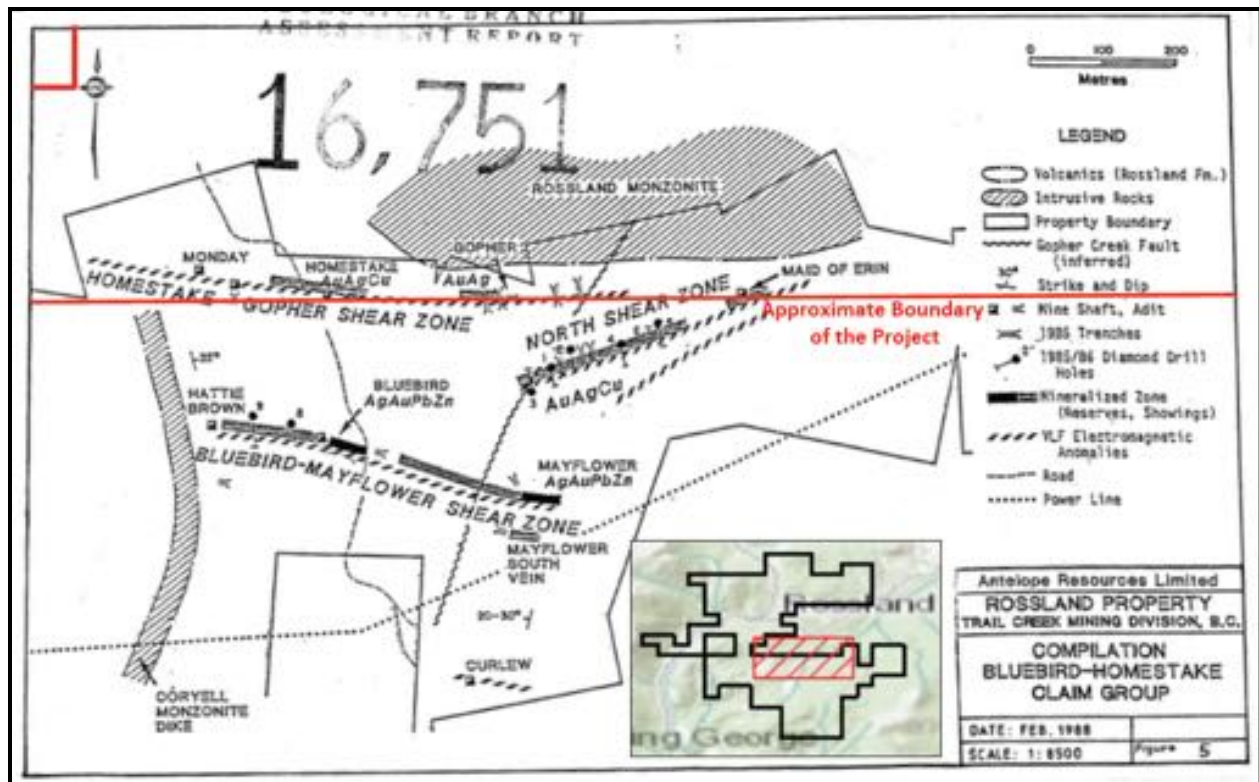 ASSESSMENT REPORT
16,751
0 100 200
Metres
LEGEND
Volcanics (Rossland Fm.)
Intrusive Rocks
Property Boundary
Gopher Creek Fault
(inferred)
30°
Strike and Dip
Mine Shaft, Adit
1986 Trenches
1985/86 Diamond Drill
Holes
Mineralized Zone
(Reserves, Showings)
VLF Electromagnetic
Anomalies
Road
Power Line
ROSSLAND MONZONITE
GOPHER
AuAg
MONDAY
HOMESTAKE
AuAgCu
HOMESTAKE GOPHER SHEAR ZONE
MAID OF ERIN
NORTH SHEAR ZONE
AuAgCu
Approximate Boundary
of the Project
HATTIE
BROWN
BLUEBIRD
AgAuPbZn
BLUEBIRD-MAYFLOWER SHEAR ZONE
MAYFLOWER
AgAuPbZn
MAYFLOWER
SOUTH
VEIN
20-30°
CURLEW
CORYELL
MONZONITE
DIKE
Rossland
ng George
Antelope Resources Limited
ROSSLAND PROPERTY
TRAIL CREEK MINING DIVISION, B.C.
COMPILATION
BLUEBIRD-HOMESTAKE
CLAIM GROUP
DATE: FEB, 1988
SCALE: 1:8500
Figure 5